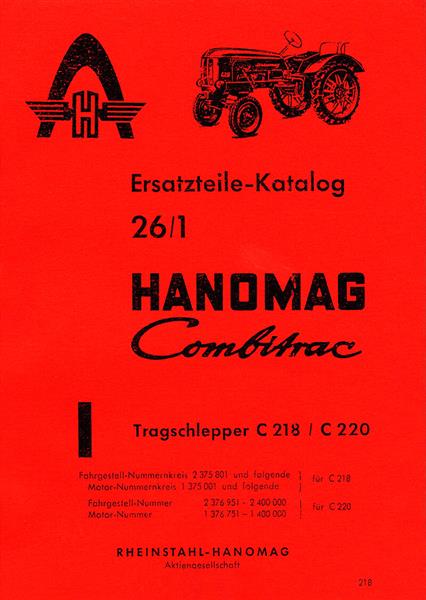 H
Ersatzteile-Katalog
26/1
HANOMAG
Combitrac
Tragschlepper C 218 / C 220
Fahrgestell-Nummernkreis 2 375 801 und folgende } für C 218
Motor-Nummernkreis 1 375 001 und folgende
Fahrgestell-Nummer 2 376 951 - 2 400 000 } für C 220
Motor-Nummer 1 376 751 - 1 400 000
RHEINSTAHL-HANOMAG
Aktiengesellschaft
218